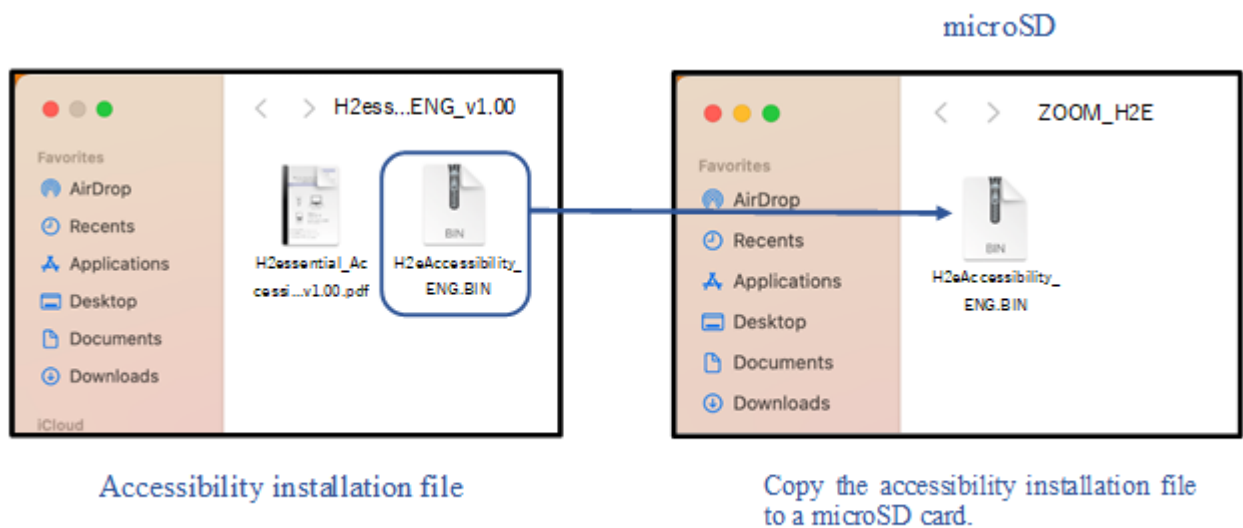 microSD
H2ess...ENG_v1.00
Favorites
AirDrop
Recents
Applications
Desktop
Documents
Downloads
iCloud
H2essential_Ac
cessi...v1.00.pdf
BIN
H2eAccessibility_
ENG.BIN
ZOOM_H2E
Favorites
AirDrop
Recents
Applications
Desktop
Documents
Downloads
BIN
H2eAccessibility_
ENG.BIN
Accessibility installation file
Copy the accessibility installation file
to a microSD card.